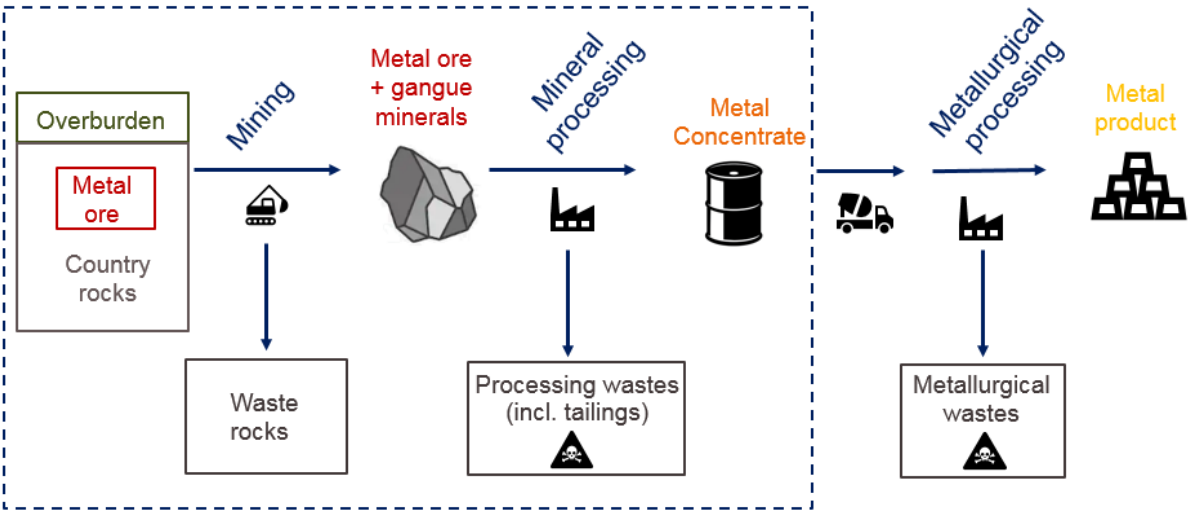 Overburden
Metal
ore
Country
rocks
Mining
Waste
rocks
Metal ore
+ gangue
minerals
Mineral
processing
Processing wastes
(incl. tailings)
Metal
Concentrate
Metallurgical
processing
Metallurgical
wastes
Metal
product